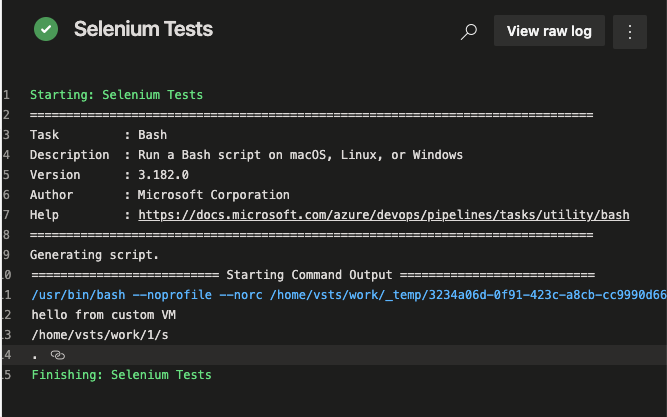 Selenium Tests
View raw log
1 Starting: Selenium Tests
2 ==============================================================================
3 Task         : Bash
4 Description  : Run a Bash script on macOS, Linux, or Windows
5 Version      : 3.182.0
6 Author       : Microsoft Corporation
7 Help         : https://docs.microsoft.com/azure/devops/pipelines/tasks/utility/bash
8 ==============================================================================
9 Generating script.
10 ========================== Starting Command Output ===========================
11 /usr/bin/bash --noprofile --norc /home/vsts/work/_temp/3234a06d-0f91-423c-a8cb-cc9990d66
12 hello from custom VM
13 /home/vsts/work/1/s
14 .
15 Finishing: Selenium Tests